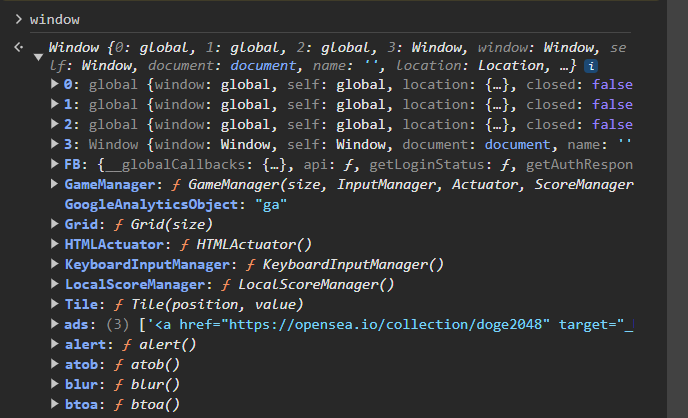 window
Window {0: global, 1: global, 2: global, 3: Window, window: Window, se
lf: Window, document: document, name: '', location: Location, …} i
0: global {window: global, self: global, location: {…}, closed: false
1: global {window: global, self: global, location: {…}, closed: false
2: global {window: global, self: global, location: {…}, closed: false
3: Window {window: Window, self: Window, document: document, name: ''
FB: {__globalCallbacks: {…}, api: ƒ, getLoginStatus: ƒ, getAuthRespon
GameManager: ƒ GameManager(size, InputManager, Actuator, ScoreManager
GoogleAnalyticsObject: "ga"
Grid: ƒ Grid(size)
HTMLActuator: ƒ HTMLActuator()
KeyboardInputManager: ƒ KeyboardInputManager()
LocalScoreManager: ƒ LocalScoreManager()
Tile: ƒ Tile(position, value)
ads: (3) ['<a href="https://opensea.io/collection/doge2048" target="_
alert: ƒ alert()
atob: ƒ atob()
blur: ƒ blur()
btoa: ƒ btoa()